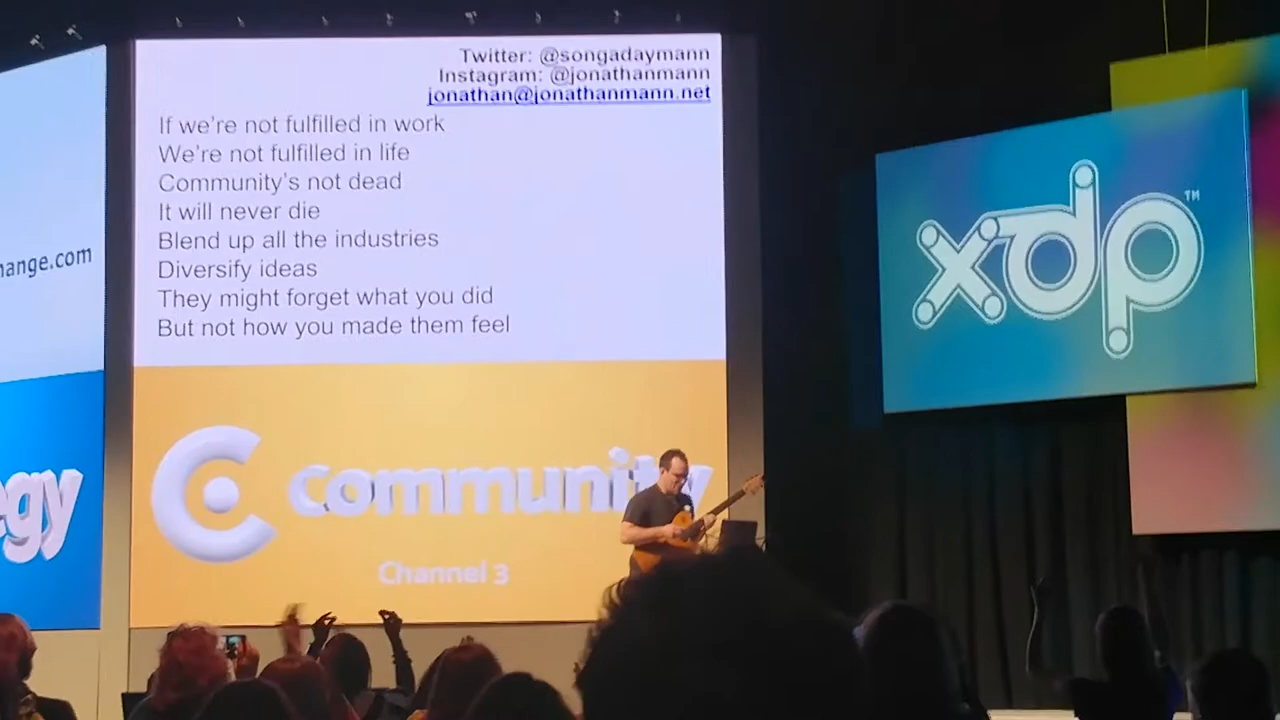 Twitter: @songadaymann
Instagram: @jonathanmann
jonathan@jonathanmann.net
If we're not fulfilled in work
We're not fulfilled in life
Community's not dead
It will never die
Blend up all the industries
Diversify ideas
They might forget what you did
But not how you made them feel
community
Channel 3
hange.com
egy
xdp™